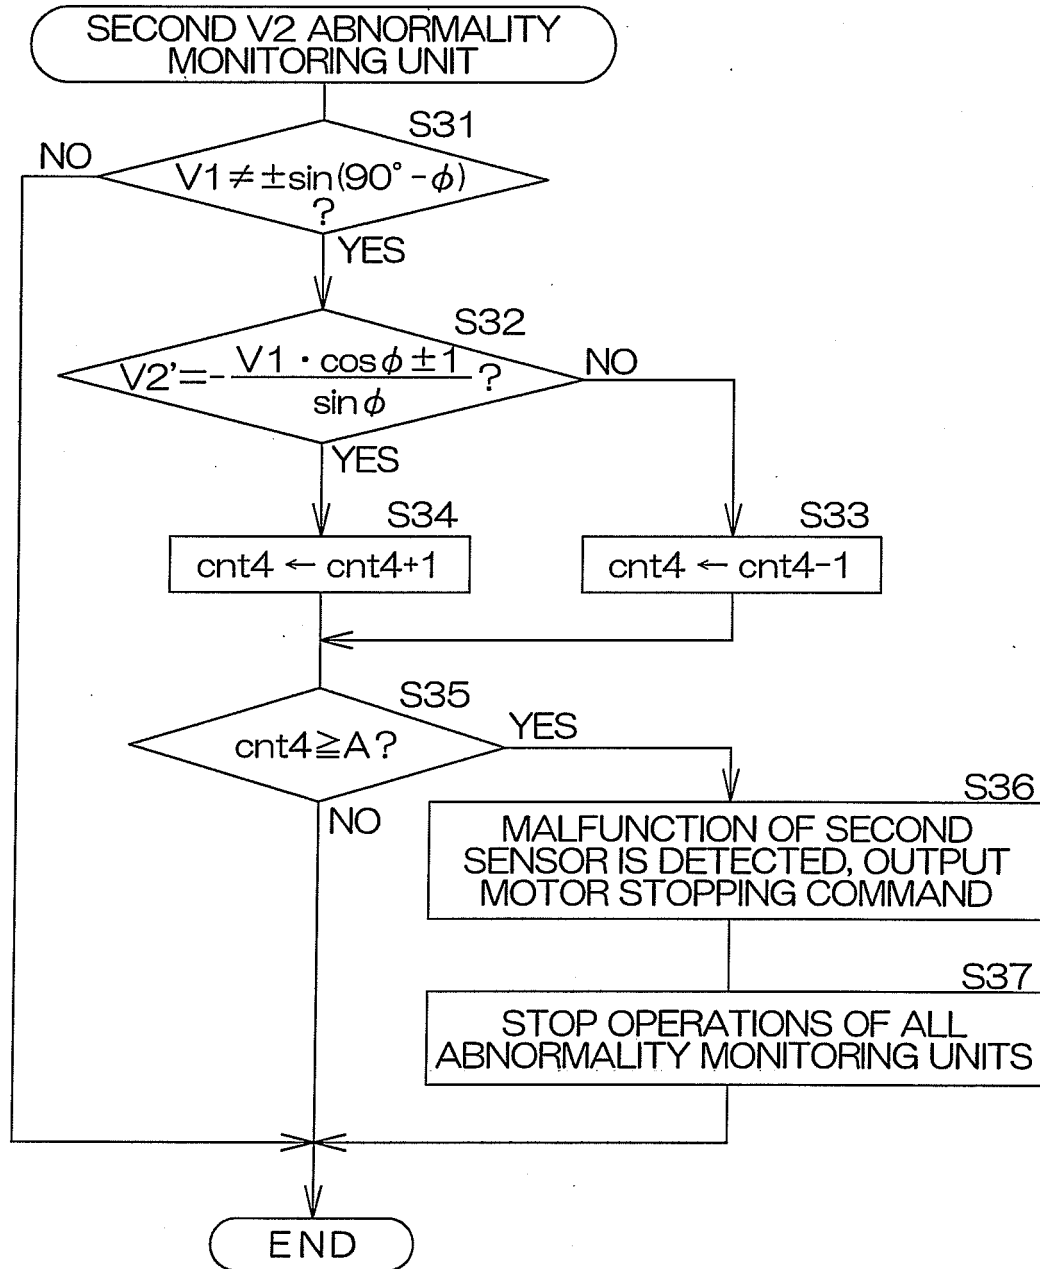 SECOND V2 ABNORMALITY
MONITORING UNIT
S31
NO
V1≠±sin(90°-ϕ)
?
YES
S32
V2'=-(V1・cosϕ±1)/sinϕ?
NO
YES
S34
S33
cnt4 ← cnt4+1
cnt4 ← cnt4-1
S35
cnt4≧A?
YES
NO
S36
MALFUNCTION OF SECOND
SENSOR IS DETECTED, OUTPUT
MOTOR STOPPING COMMAND
S37
STOP OPERATIONS OF ALL
ABNORMALITY MONITORING UNITS
END